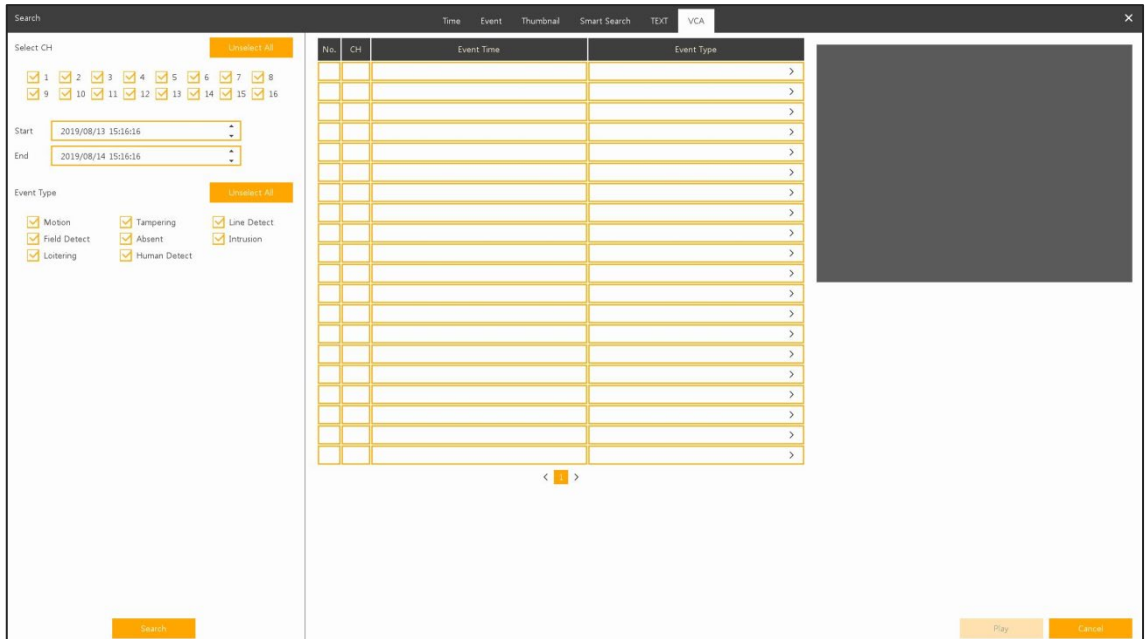 Search
Time Event Thumbnail Smart Search TEXT VCA
Select CH Unselect All
1 2 3 4 5 6 7 8
9 10 11 12 13 14 15 16
Start 2019/08/13 15:16:16
End 2019/08/14 15:16:16
Event Type Unselect All
Motion Tampering Line Detect
Field Detect Absent Intrusion
Loitering Human Detect
Search
No. CH Event Time Event Type
1
Play Cancel